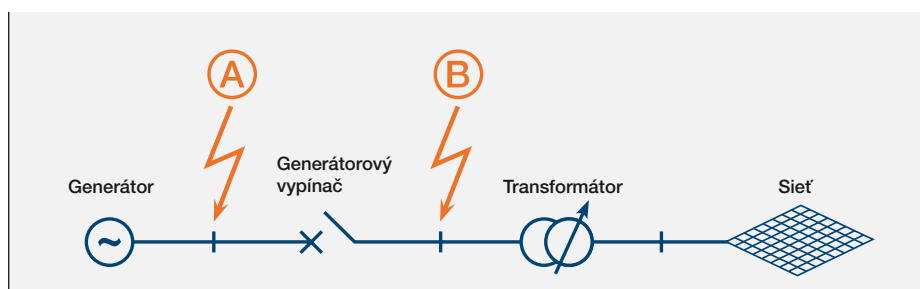 A
B
Generátorový
vypínač
Generátor
Transformátor
Sieť
~